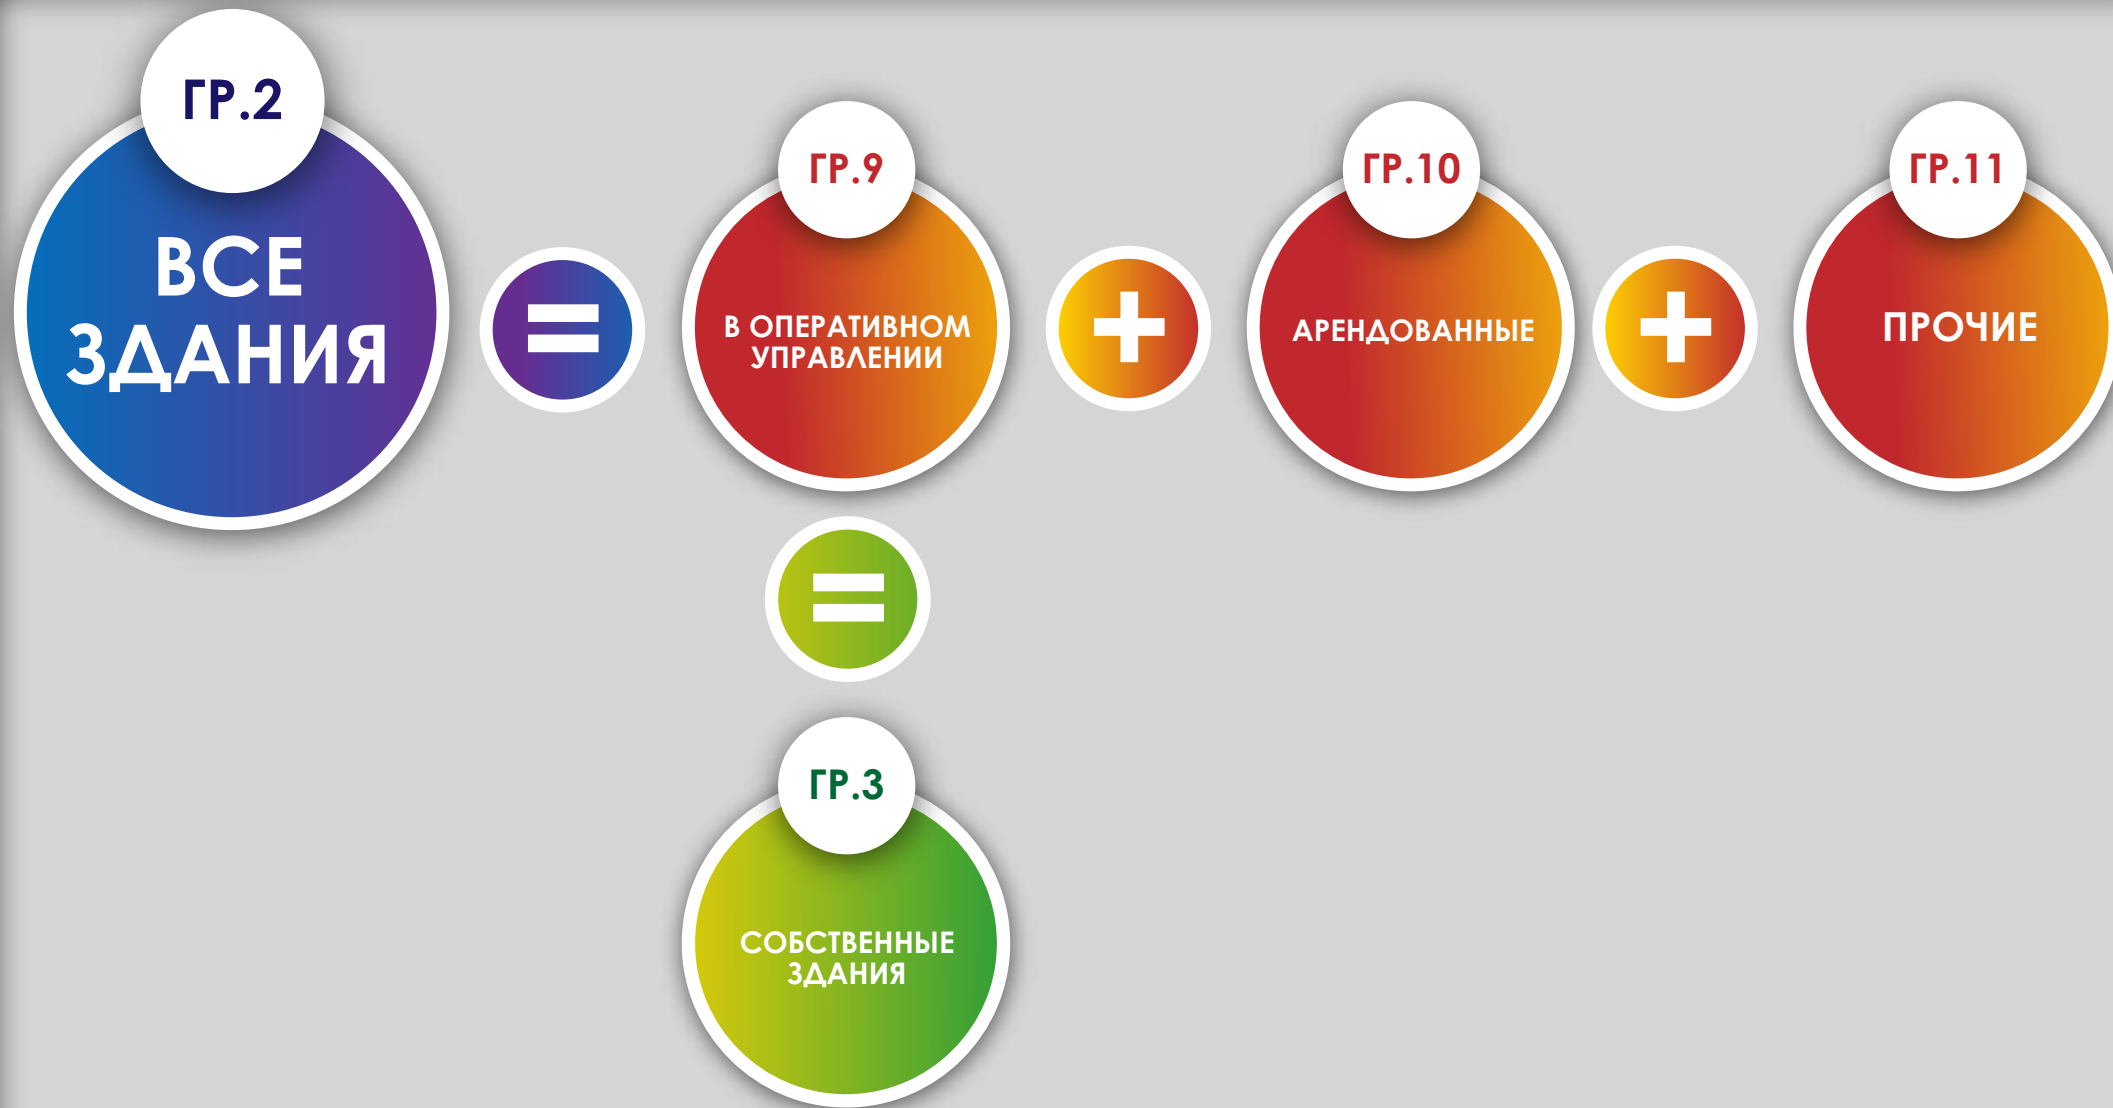 ГР.2
ВСЕ
ЗДАНИЯ
=
ГР.9
В ОПЕРАТИВНОМ
УПРАВЛЕНИИ
+
ГР.10
АРЕНДОВАННЫЕ
+
ГР.11
ПРОЧИЕ
=
ГР.3
СОБСТВЕННЫЕ
ЗДАНИЯ